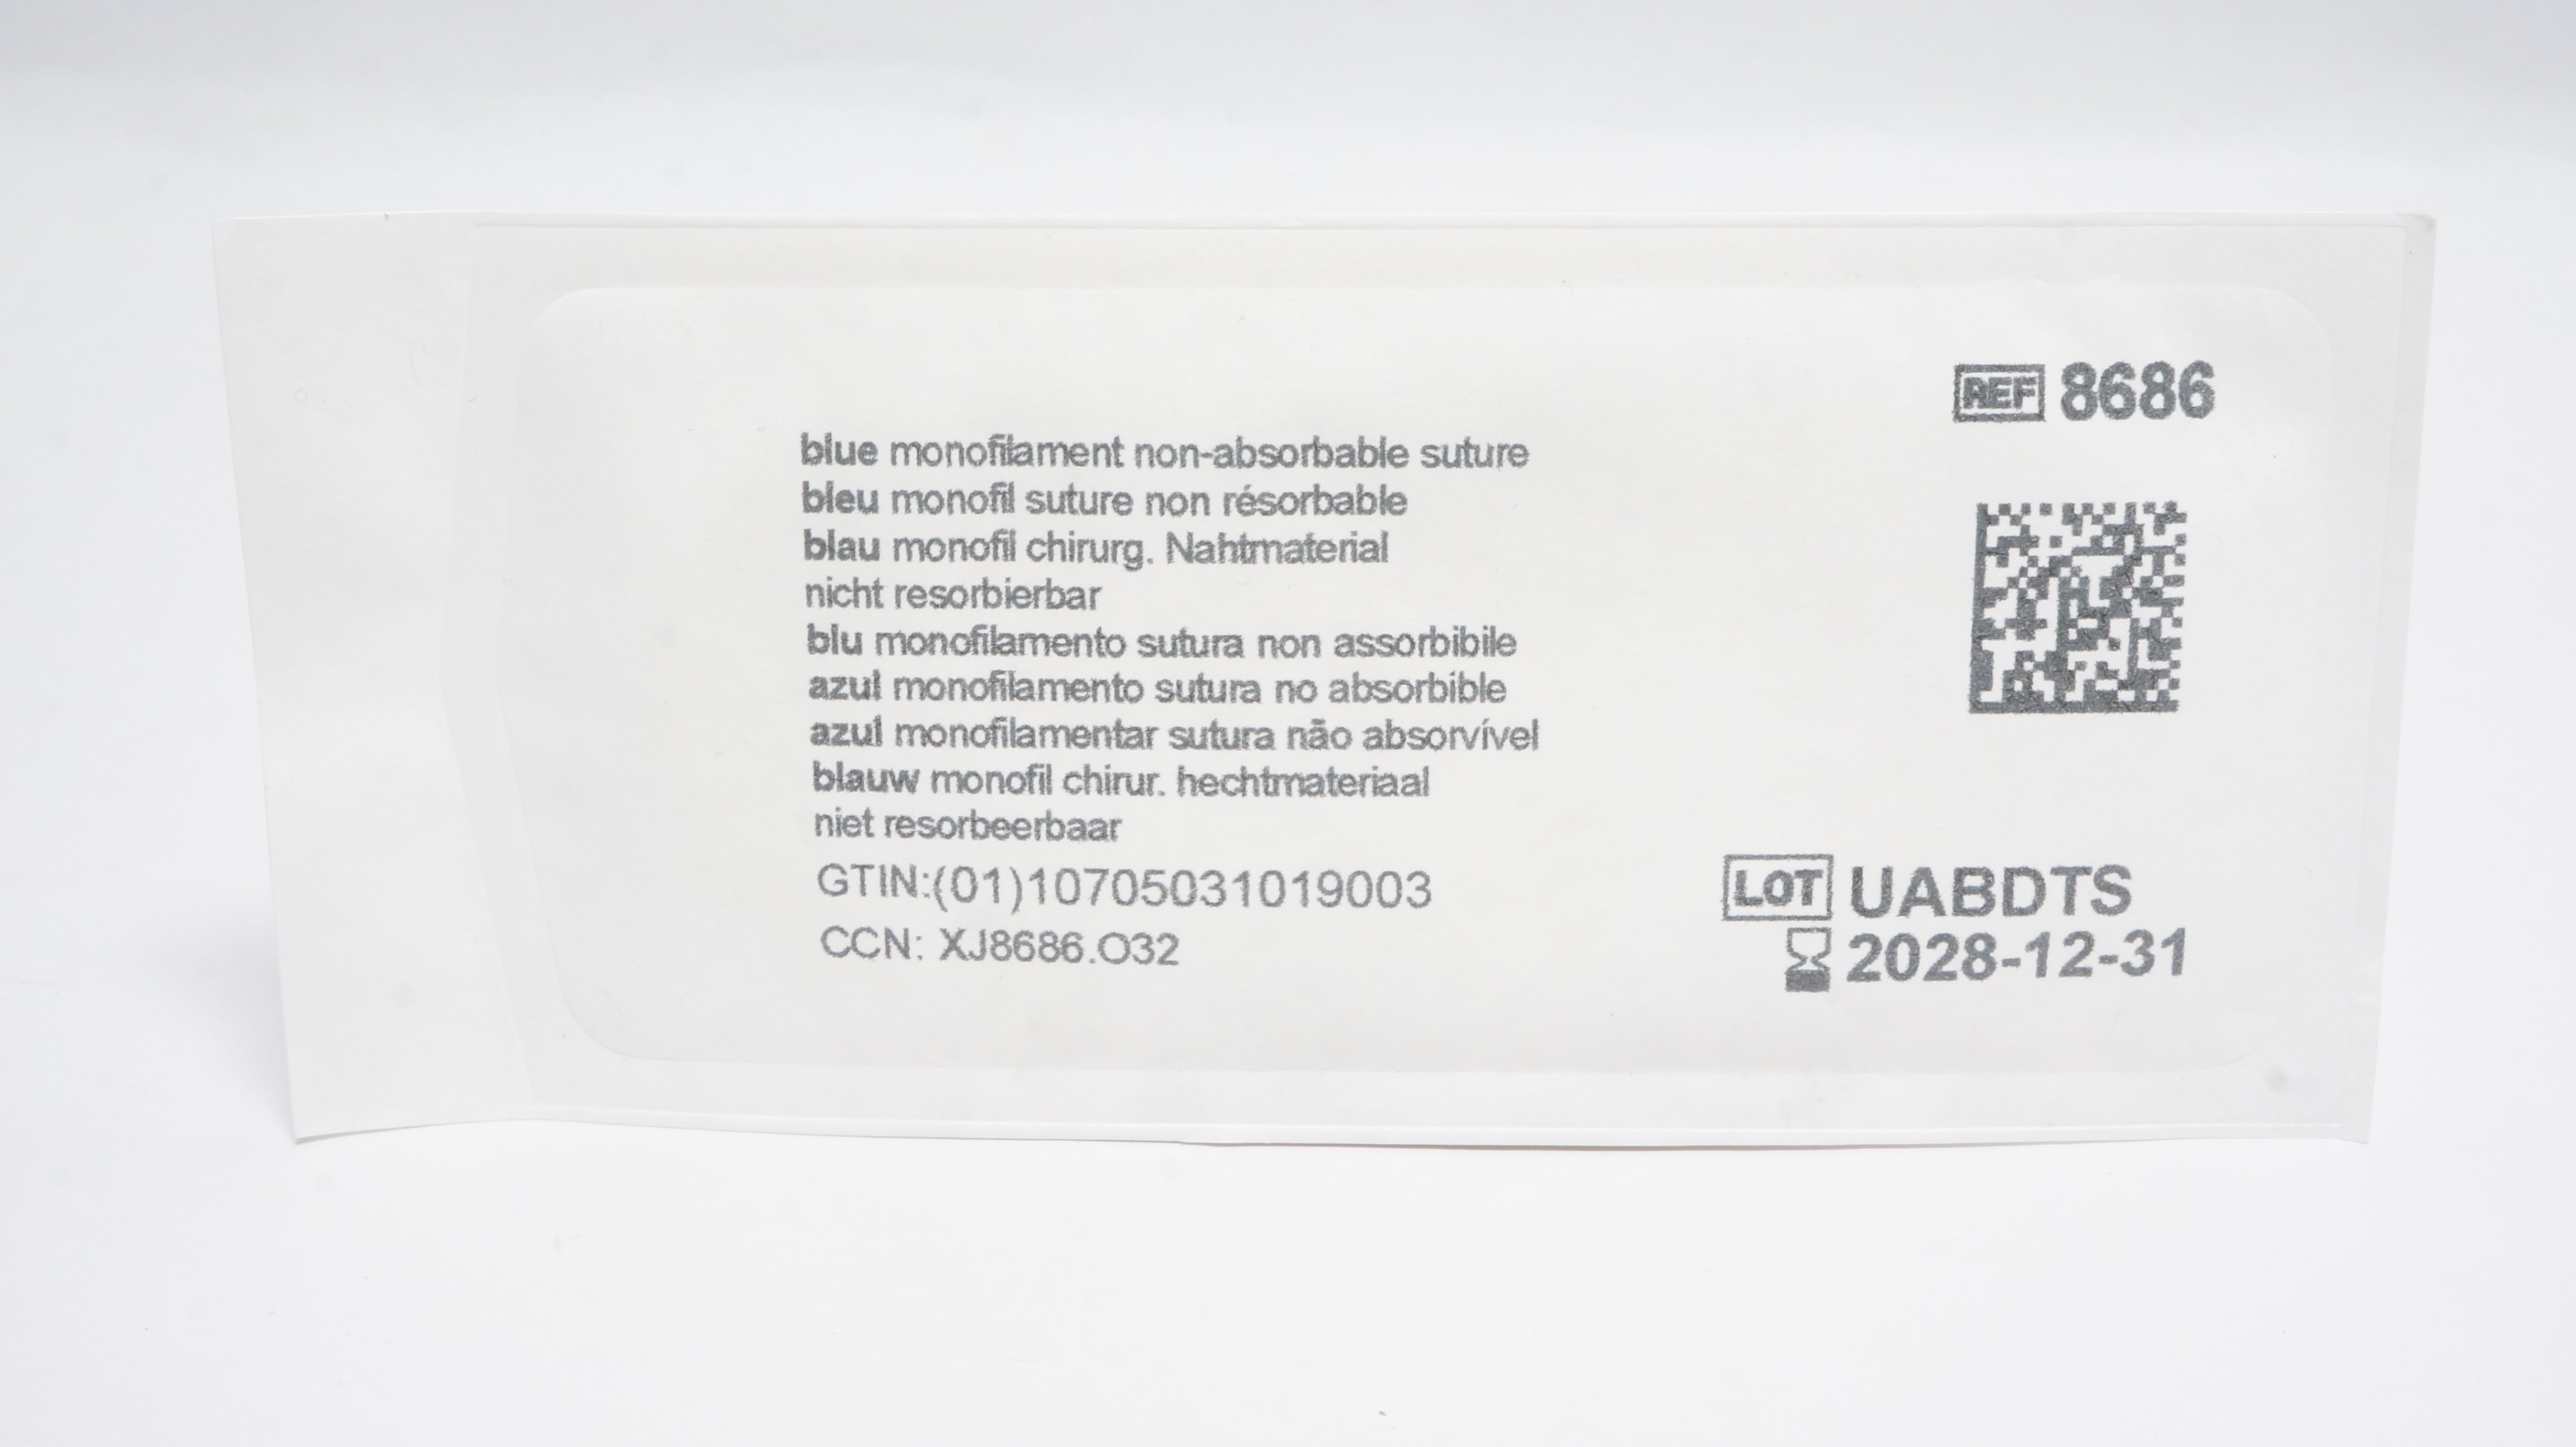 REF 8686
blue monofilament non-absorbable suture
bleu monofil suture non résorbable
blau monofil chirurg. Nahtmaterial
nicht resorbierbar
blu monofilamento sutura non assorbibile
azul monofilamento sutura no absorbible
azul monofilamentar sutura não absorvível
blauw monofil chirur. hechtmateriaal
niet resorbeerbaar
GTIN:(01)10705031019003
CCN: XJ8686.O32
LOT UABDTS
2028-12-31